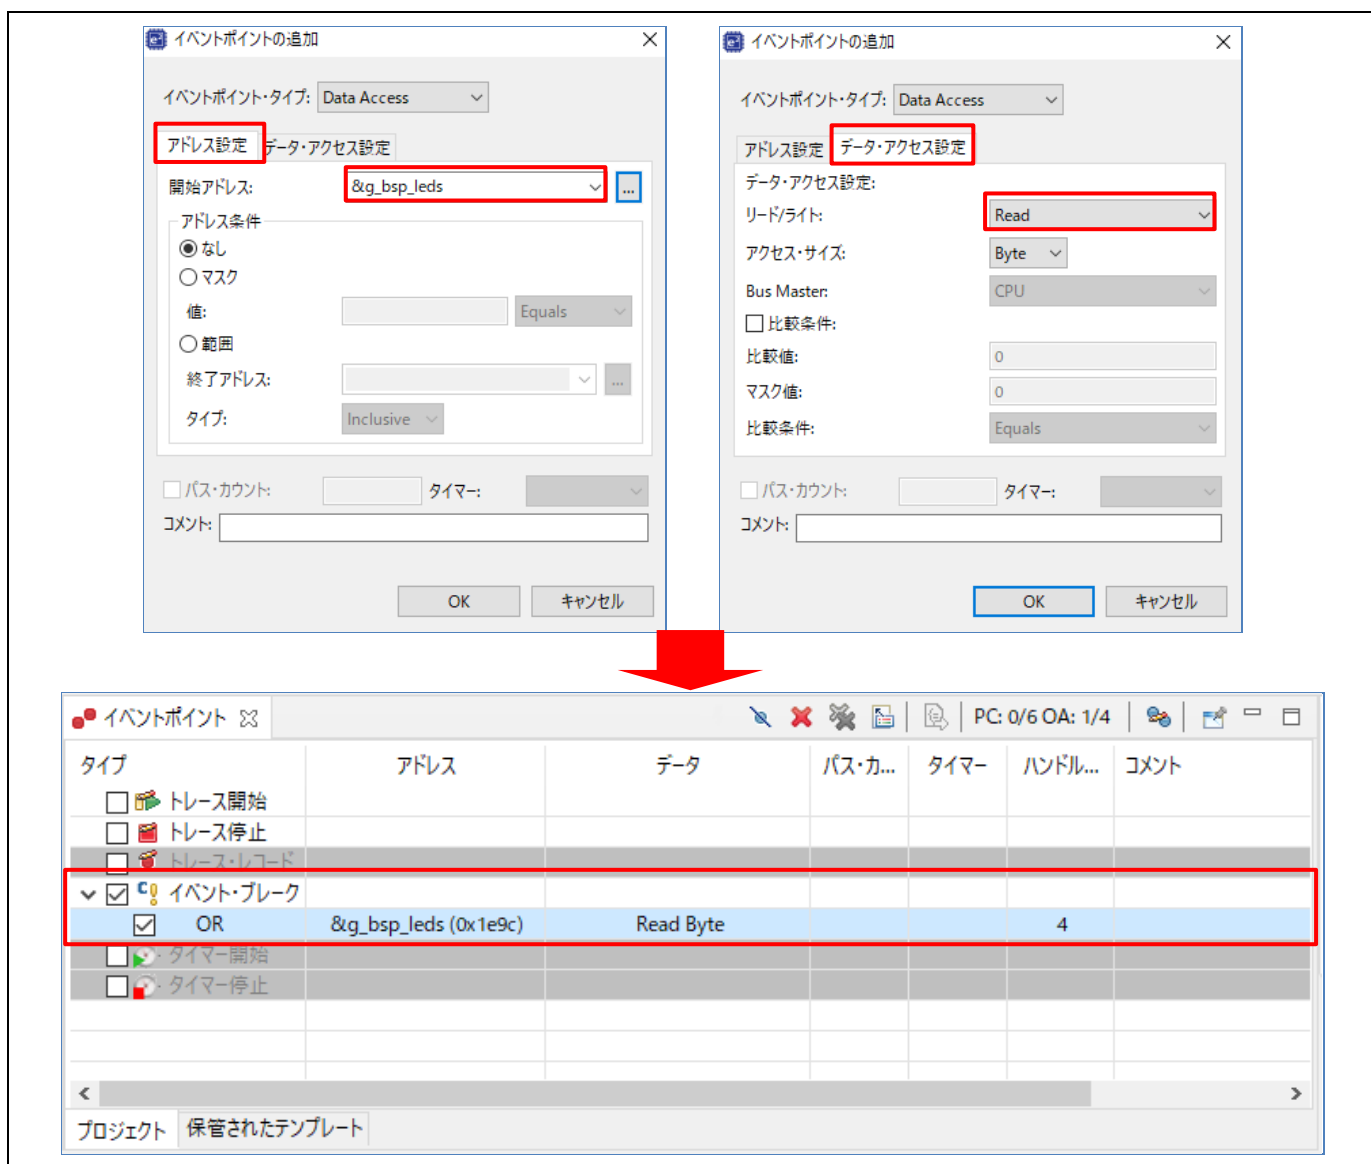 イベントポイントの追加
イベントポイント・タイプ: Data Access
アドレス設定 データ・アクセス設定
開始アドレス: &g_bsp_leds ...
アドレス条件
なし
マスク
値: Equals
範囲
終了アドレス: ...
タイプ: Inclusive
パス・カウント: タイマー:
コメント:
OK キャンセル
イベントポイントの追加
イベントポイント・タイプ: Data Access
アドレス設定 データ・アクセス設定
データ・アクセス設定:
リード/ライト: Read
アクセス・サイズ: Byte
Bus Master: CPU
比較条件:
比較値: 0
マスク値: 0
比較条件: Equals
パス・カウント: タイマー:
コメント:
OK キャンセル
イベントポイント PC: 0/6 OA: 1/4
タイプ アドレス データ パス・カ... タイマー ハンドル... コメント
トレース開始
トレース停止
トレース・レコード
イベント・ブレーク
OR &g_bsp_leds (0x1e9c) Read Byte 4
タイマー開始
タイマー停止
プロジェクト 保管されたテンプレート